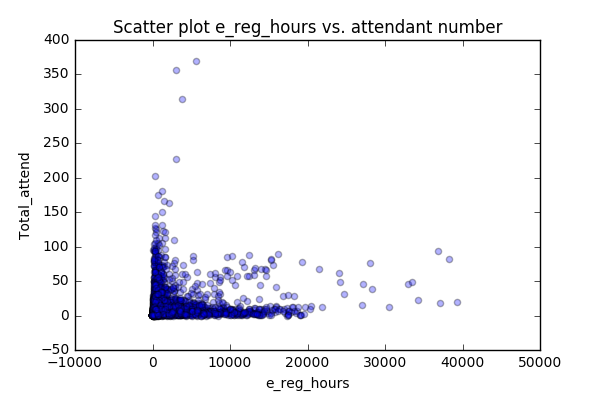 Scatter plot e_reg_hours vs. attendant number
400
350
300
250
200
150
100
50
0
−50
Total_attend
−10000 0 10000 20000 30000 40000 50000
e_reg_hours